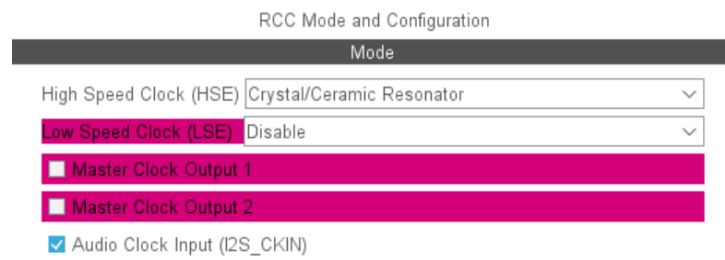 RCC Mode and Configuration
Mode
High Speed Clock (HSE) Crystal/Ceramic Resonator
Low Speed Clock (LSE) Disable
Master Clock Output 1
Master Clock Output 2
Audio Clock Input (I2S_CKIN)